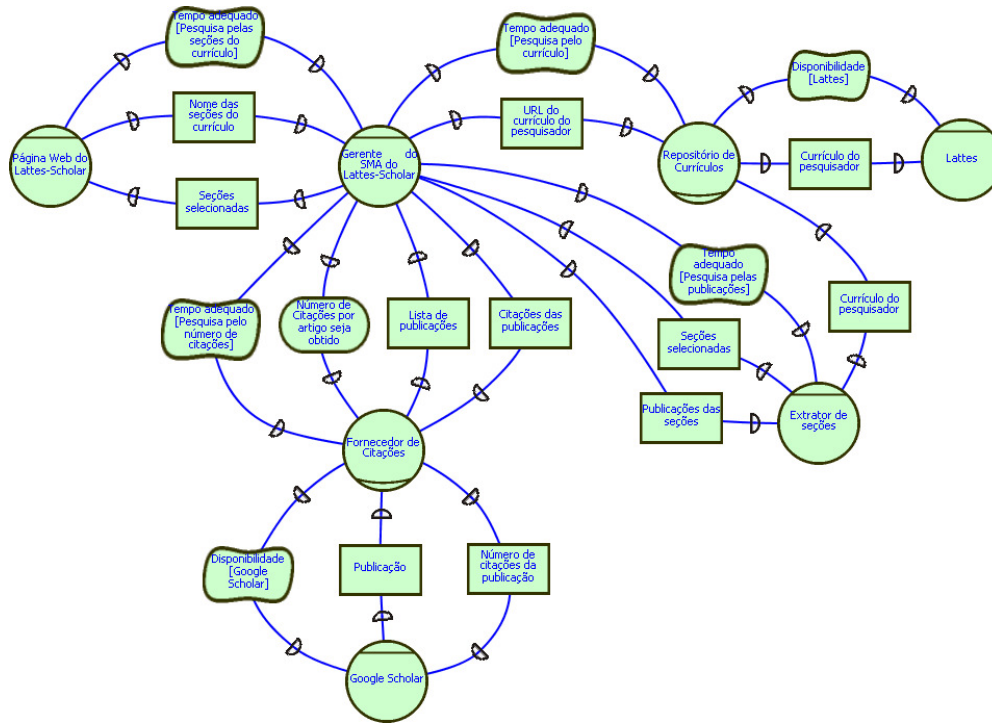 Tempo adequado
[Pesquisa pelas
seções do
currículo]
Tempo adequado
[Pesquisa pelo
currículo]
Disponibilidade
[Lattes]
Nome das
seções do
currículo
URL do
currículo do
pesquisador
Página Web do
Lattes-Scholar
Gerente do
SMA do
Lattes-Scholar
Repositório de
Currículos
Currículo do
pesquisador
Lattes
Seções
selecionadas
Tempo
adequado
[Pesquisa pelas
publicações]
Tempo adequado
[Pesquisa pelo
número de
citações]
Número de
Citações por
artigo seja
obtido
Lista de
publicações
Citações das
publicações
Currículo do
pesquisador
Seções
selecionadas
Publicações das
seções
Extrator de
seções
Fornecedor de
Citações
Disponibilidade
[Google
Scholar]
Publicação
Número de
citações da
publicação
Google Scholar